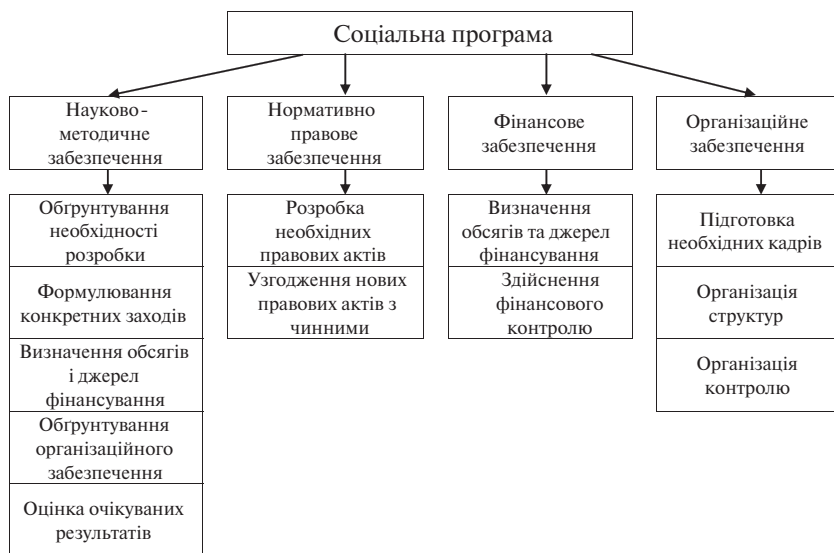 Соціальна програма
Науково-
методичне
забезпечення
Нормативно
правове
забезпечення
Фінансове
забезпечення
Організаційне
забезпечення
Обґрунтування
необхідності
розробки
Формулювання
конкретних заходів
Визначення обсягів
і джерел
фінансування
Обґрунтування
організаційного
забезпечення
Оцінка очікуваних
результатів
Розробка
необхідних
правових актів
Узгодження нових
правових актів з
чинними
Визначення
обсягів та джерел
фінансування
Здійснення
фінансового
контролю
Підготовка
необхідних кадрів
Організація
структур
Організація
контролю